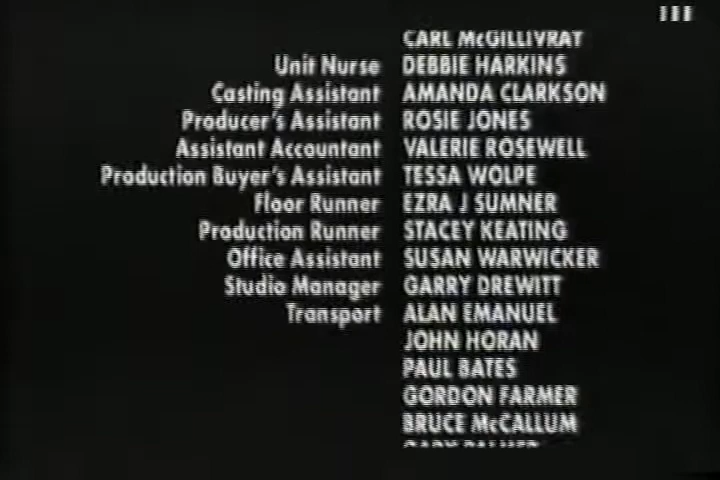 CARL McGILLIVRAY
Unit Nurse DEBBIE HARKINS
Casting Assistant AMANDA CLARKSON
Producer's Assistant ROSIE JONES
Assistant Accountant VALERIE ROSEWELL
Production Buyer's Assistant TESSA WOLPE
Floor Runner EZRA J SUMNER
Production Runner STACEY KEATING
Office Assistant SUSAN WARWICKER
Studio Manager GARRY DREWITT
Transport ALAN EMANUEL
JOHN HORAN
PAUL BATES
GORDON FARMER
BRUCE McCALLUM